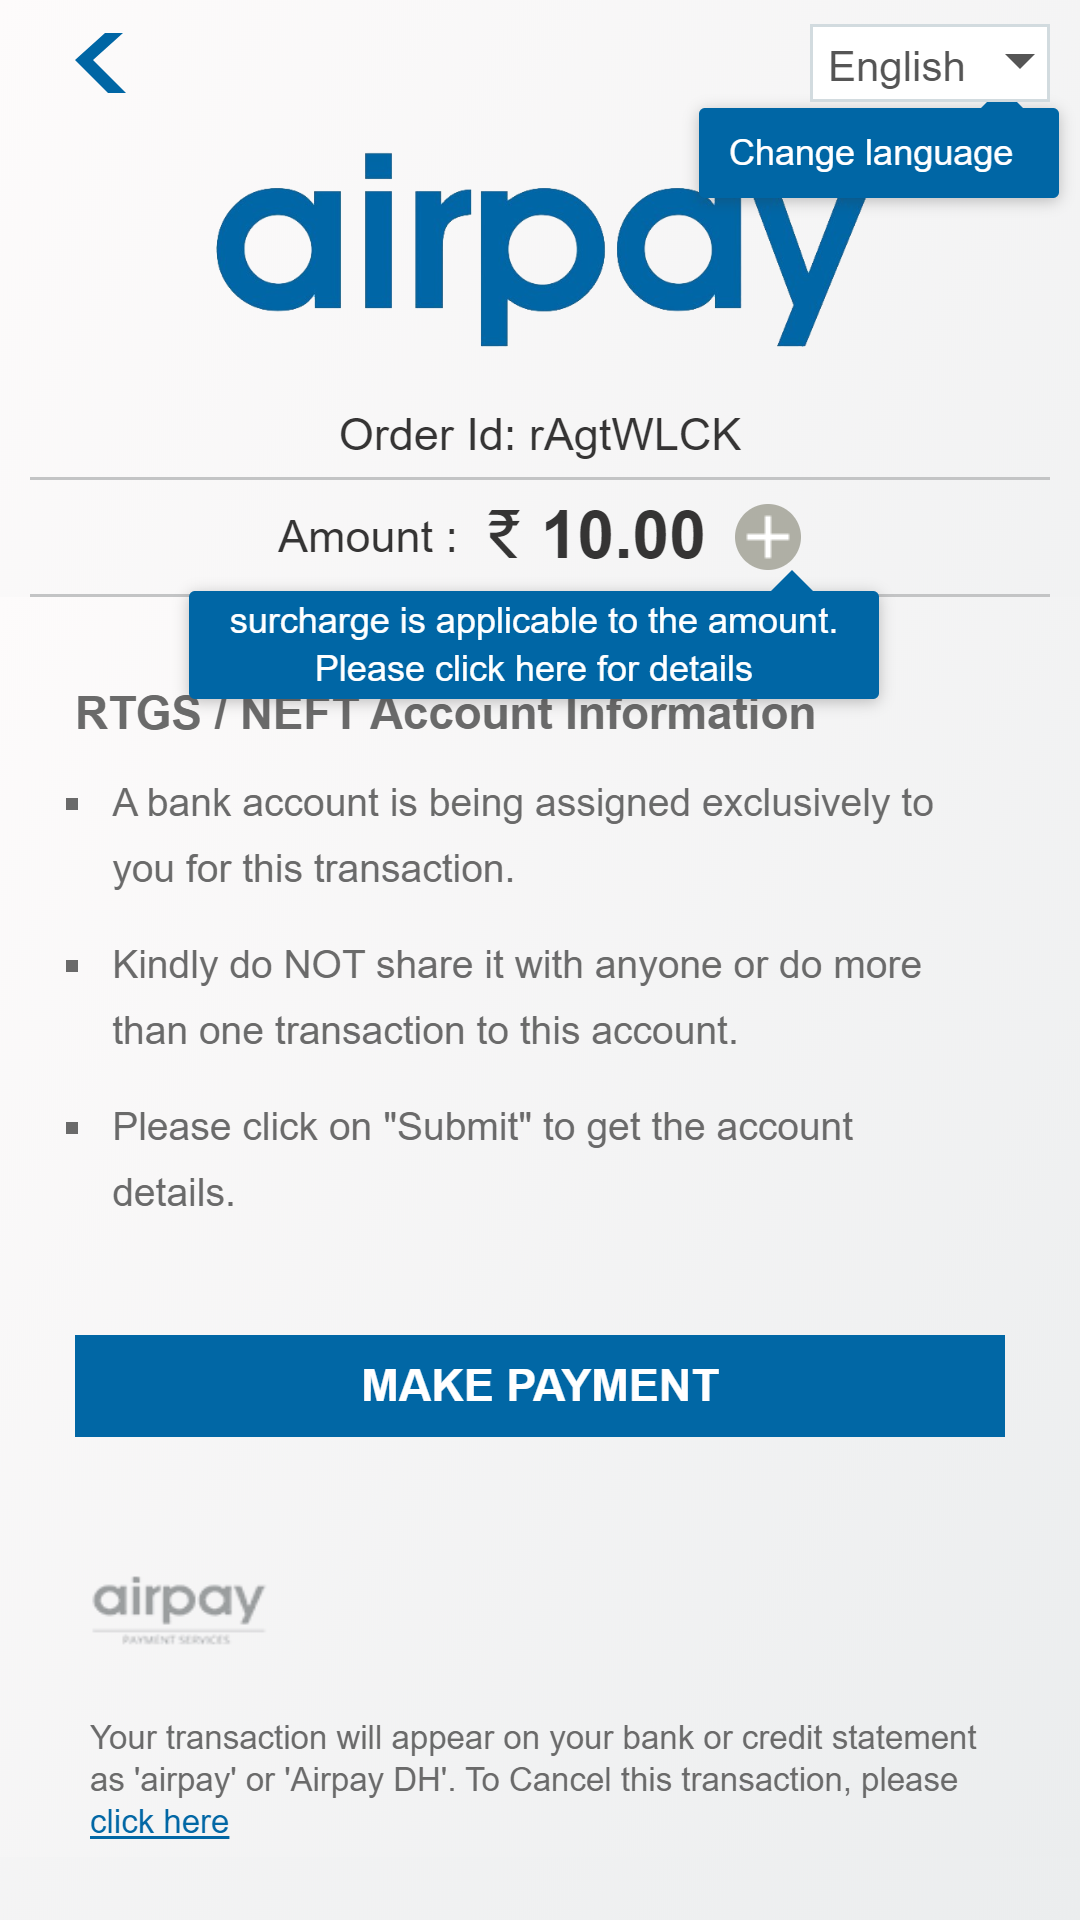 English
Change language
airpay
Order Id: rAgtWLCK
Amount : ₹ 10.00
surcharge is applicable to the amount.
Please click here for details
RTGS / NEFT Account Information
▪ A bank account is being assigned exclusively to
you for this transaction.
▪ Kindly do NOT share it with anyone or do more
than one transaction to this account.
▪ Please click on "Submit" to get the account
details.
MAKE PAYMENT
airpay
PAYMENT SERVICES
Your transaction will appear on your bank or credit statement
as 'airpay' or 'Airpay DH'. To Cancel this transaction, please
click here